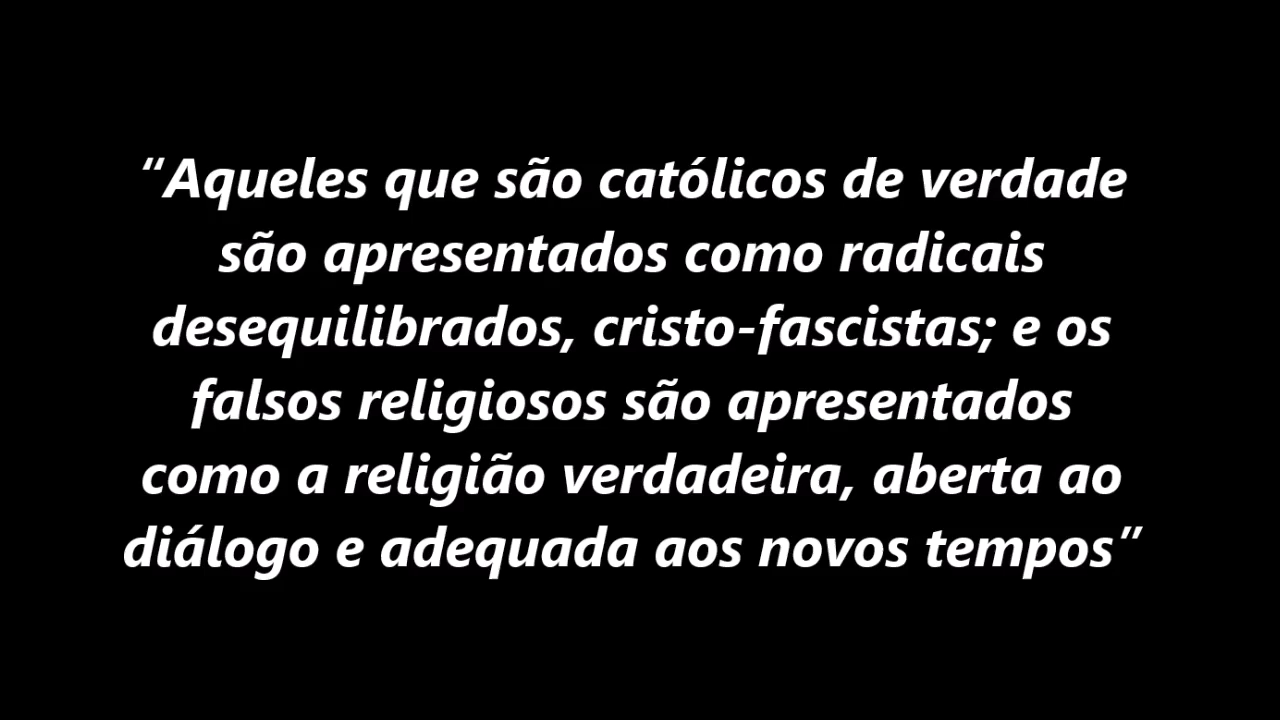 “Aqueles que são católicos de verdade
são apresentados como radicais
desequilibrados, cristo-fascistas; e os
falsos religiosos são apresentados
como a religião verdadeira, aberta ao
diálogo e adequada aos novos tempos”